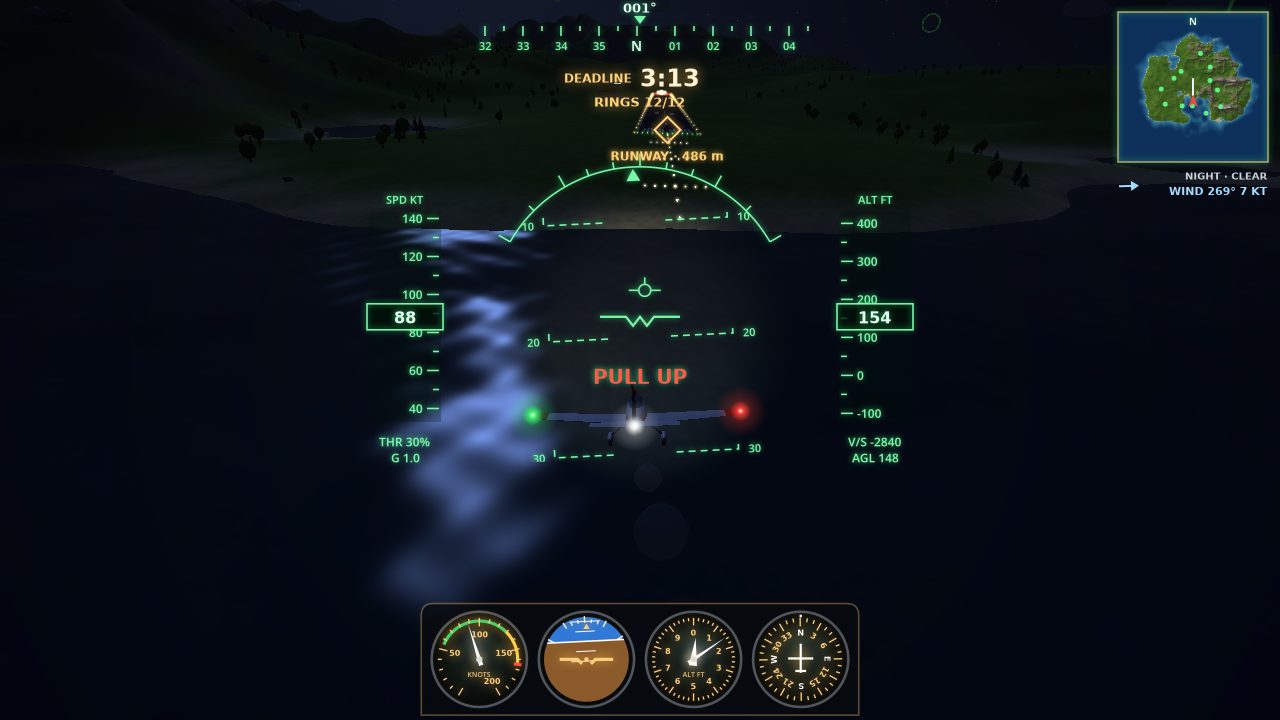 001°
32 33 34 35 N 01 02 03 04
DEADLINE 3:13
RINGS 12/12
RUNWAY 486 m
N
NIGHT · CLEAR
WIND 269° 7 KT
SPD KT
140
120
100
88
80
60
40
THR 30%
G 1.0
10 10
20 20
30 30
PULL UP
ALT FT
400
300
200
154
100
0
-100
V/S -2840
AGL 148
50 100 150 200
KNOTS
0 1 2 3 4 5 6 7 8 9
ALT FT
N 3 6 E 12 15 S 21 24 W 30 33